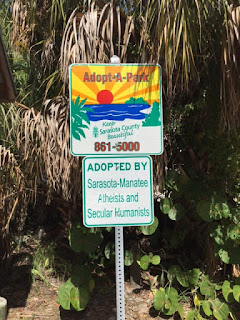 Adopt-A-Park
Keep
Sarasota County
Beautiful
861-5000
ADOPTED BY
Sarasota-Manatee
Atheists and
Secular Humanists